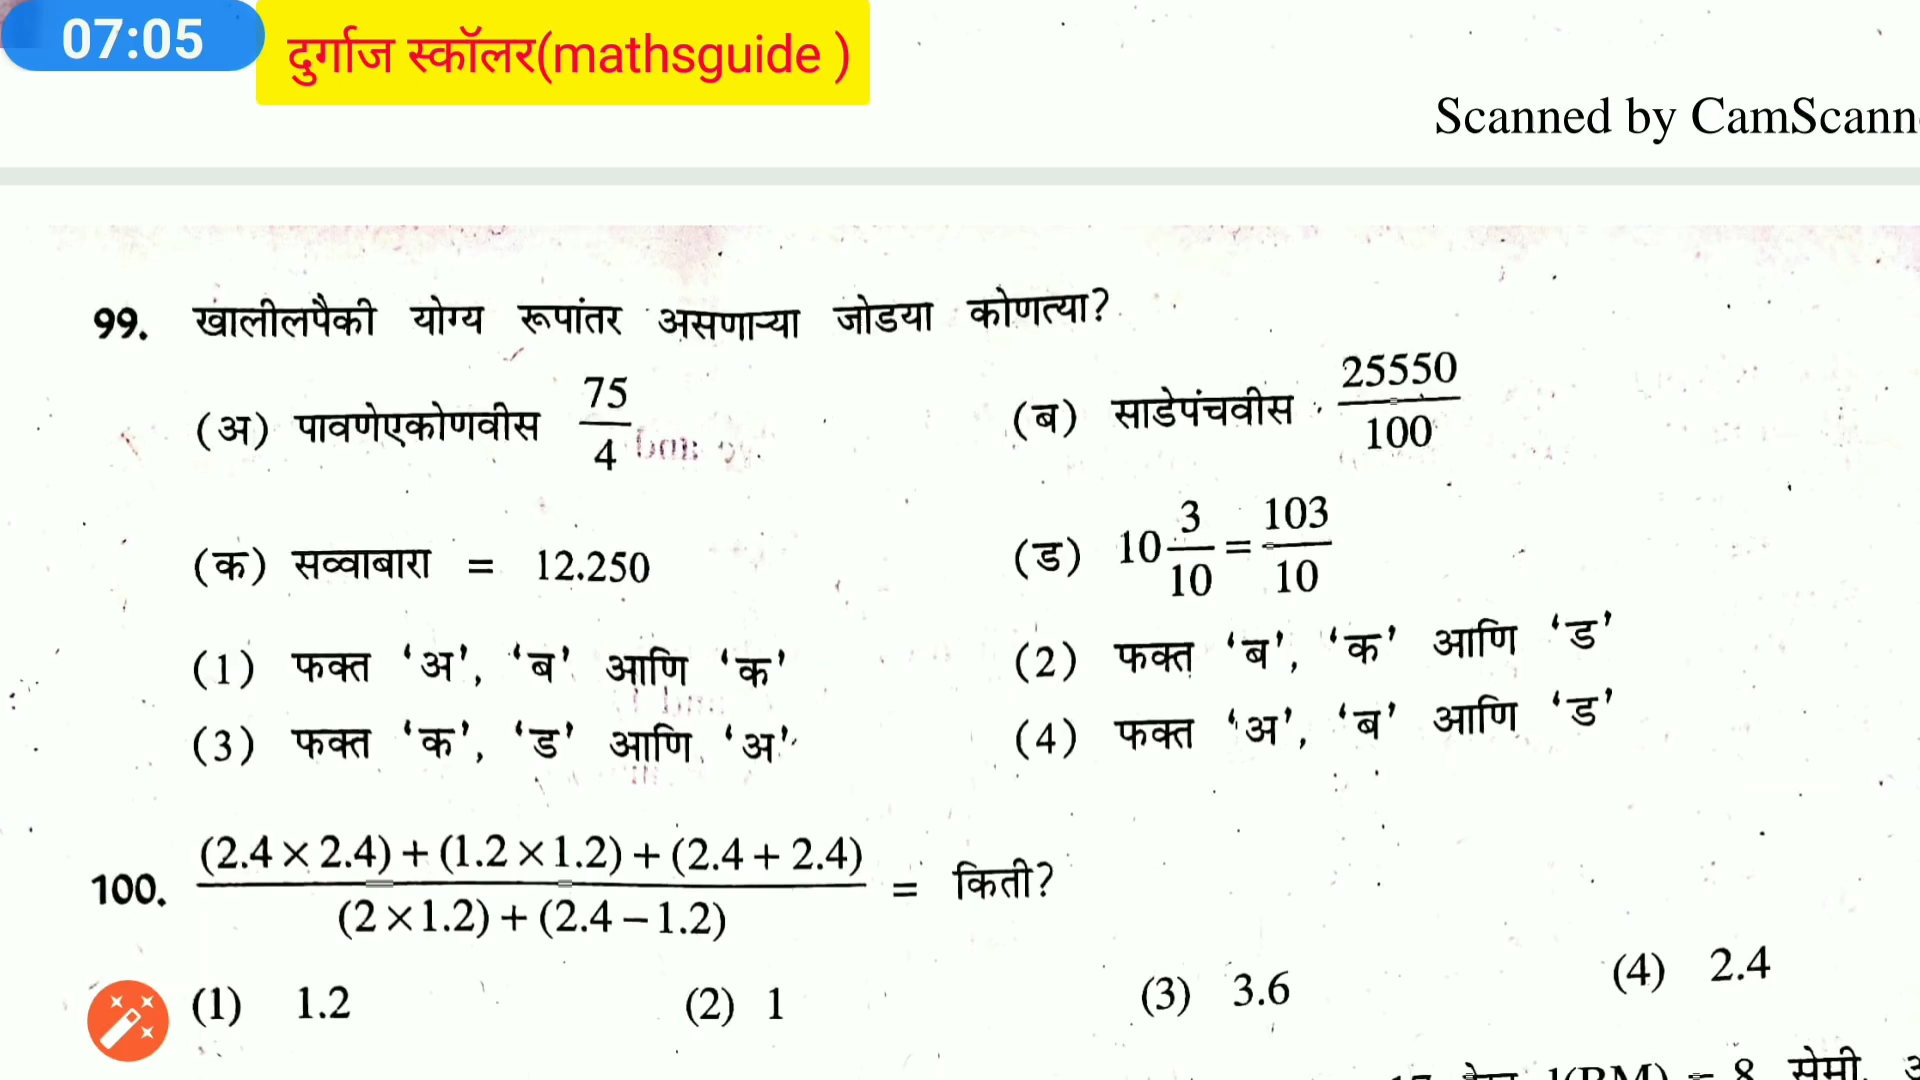 07:05
दुर्गाज स्कॉलर(mathsguide )
Scanned by CamScann
99. खालीलपैकी योग्य रूपांतर असणाऱ्या जोडया कोणत्या?
(अ) पावणेएकोणवीस 75/4 (ब) साडेपंचवीस 25550/100
(क) सव्वाबारा = 12.250 (ड) 10 3/10 = 103/10
(1) फक्त ‘अ’, ‘ब’ आणि ‘क’ (2) फक्त ‘ब’, ‘क’ आणि ‘ड’
(3) फक्त ‘क’, ‘ड’ आणि ‘अ’ (4) फक्त ‘अ’, ‘ब’ आणि ‘ड’
100. (2.4 × 2.4) + (1.2 × 1.2) + (2.4 + 2.4) / (2 × 1.2) + (2.4 – 1.2) = किती?
(1) 1.2 (2) 1 (3) 3.6 (4) 2.4